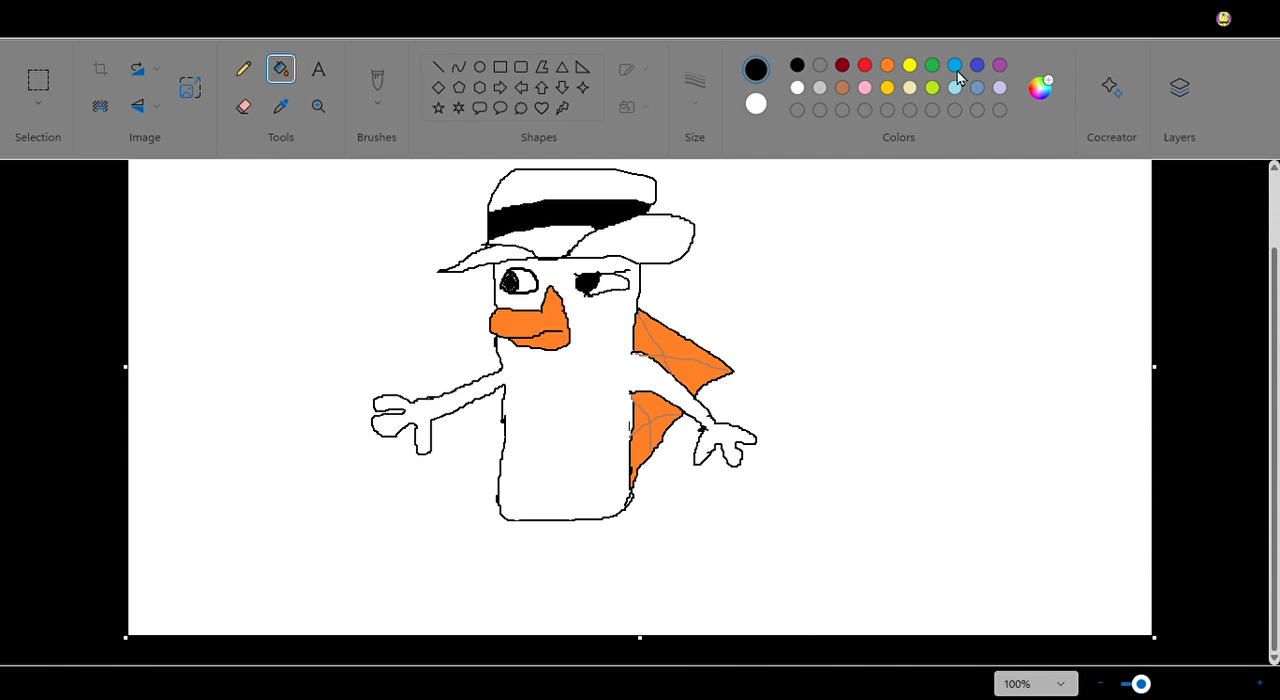 A
Selection
Image
Tools
Brushes
Shapes
Size
Colors
Cocreator
Layers
100%